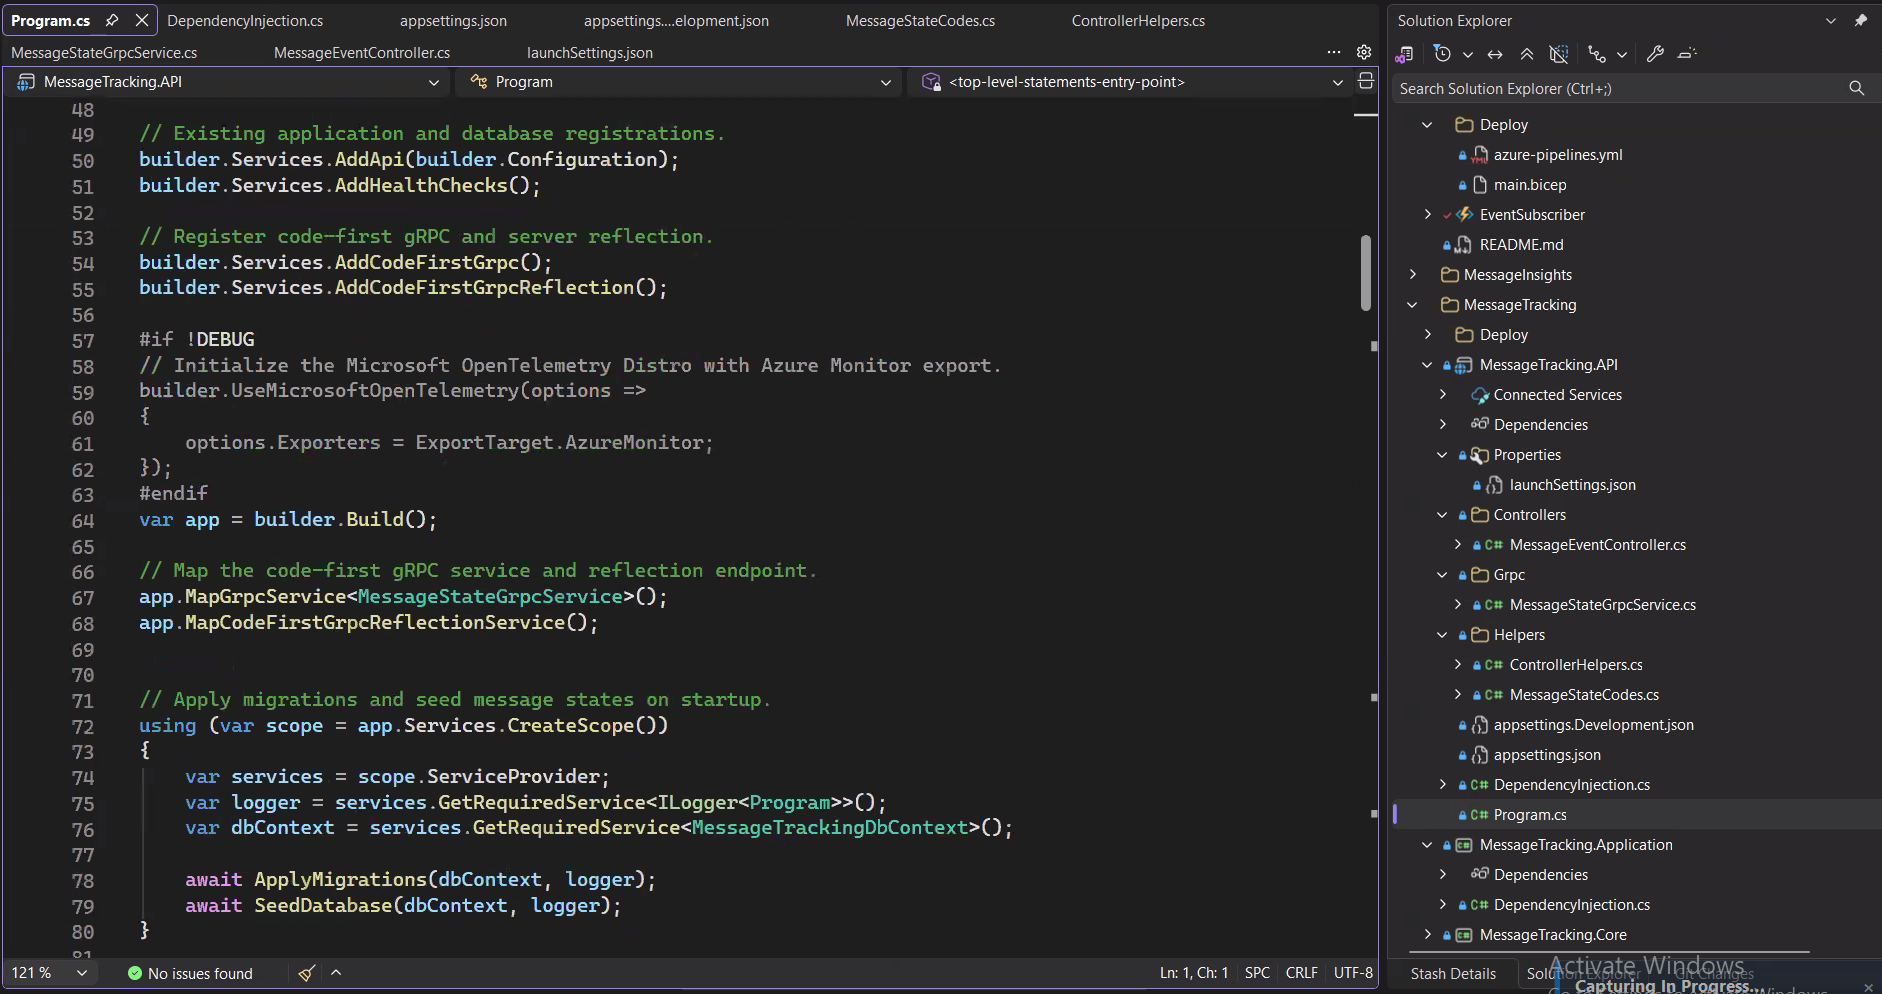 Program.cs
DependencyInjection.cs
appsettings.json
appsettings....elopment.json
MessageStateCodes.cs
ControllerHelpers.cs
MessageStateGrpcService.cs
MessageEventController.cs
launchSettings.json
MessageTracking.API
Program
<top-level-statements-entry-point>
48
49 // Existing application and database registrations.
50 builder.Services.AddApi(builder.Configuration);
51 builder.Services.AddHealthChecks();
52
53 // Register code-first gRPC and server reflection.
54 builder.Services.AddCodeFirstGrpc();
55 builder.Services.AddCodeFirstGrpcReflection();
56
57 #if !DEBUG
58 // Initialize the Microsoft OpenTelemetry Distro with Azure Monitor export.
59 builder.UseMicrosoftOpenTelemetry(options =>
60 {
61     options.Exporters = ExportTarget.AzureMonitor;
62 });
63 #endif
64 var app = builder.Build();
65
66 // Map the code-first gRPC service and reflection endpoint.
67 app.MapGrpcService<MessageStateGrpcService>();
68 app.MapCodeFirstGrpcReflectionService();
69
70
71 // Apply migrations and seed message states on startup.
72 using (var scope = app.Services.CreateScope())
73 {
74     var services = scope.ServiceProvider;
75     var logger = services.GetRequiredService<ILogger<Program>>();
76     var dbContext = services.GetRequiredService<MessageTrackingDbContext>();
77
78     await ApplyMigrations(dbContext, logger);
79     await SeedDatabase(dbContext, logger);
80 }
81
121 %
No issues found
Ln: 1, Ch: 1
SPC
CRLF
UTF-8
Solution Explorer
Search Solution Explorer (Ctrl+;)
Deploy
azure-pipelines.yml
main.bicep
EventSubscriber
README.md
MessageInsights
MessageTracking
Deploy
MessageTracking.API
Connected Services
Dependencies
Properties
launchSettings.json
Controllers
C# MessageEventController.cs
Grpc
C# MessageStateGrpcService.cs
Helpers
C# ControllerHelpers.cs
C# MessageStateCodes.cs
appsettings.Development.json
appsettings.json
C# DependencyInjection.cs
C# Program.cs
MessageTracking.Application
Dependencies
C# DependencyInjection.cs
MessageTracking.Core
Stash Details
Solution Explorer
Git Changes
Activate Windows
Capturing In Progress...